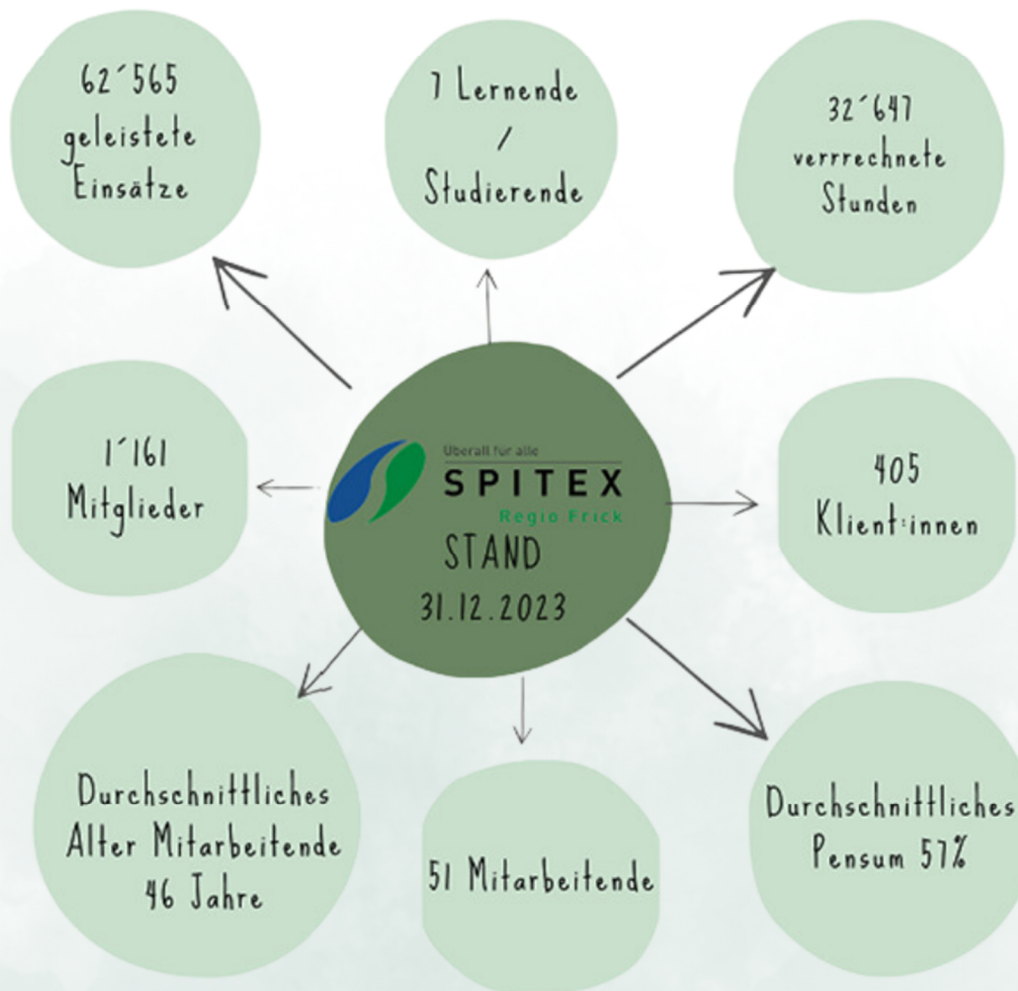 62´565
geleistete
Einsätze
7 Lernende
/
Studierende
32´647
verrrechnete
Stunden
1´161
Mitglieder
Überall für alle
SPITEX
Regio Frick
STAND
31.12.2023
405
Klient:innen
Durchschnittliches
Alter Mitarbeitende
46 Jahre
51 Mitarbeitende
Durchschnittliches
Pensum 57%